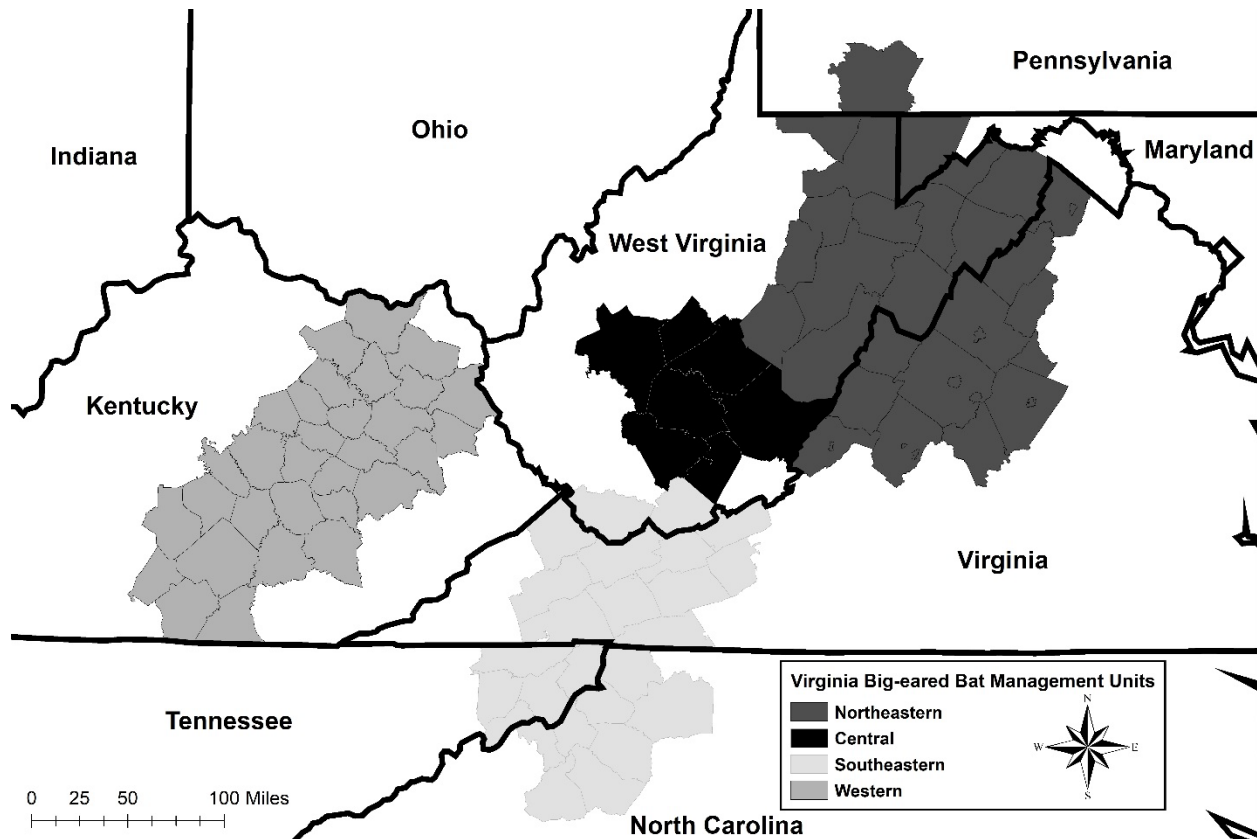 Pennsylvania
Ohio
Indiana
Maryland
West Virginia
Kentucky
Virginia
Tennessee
North Carolina
Virginia Big-eared Bat Management Units
Northeastern
Central
Southeastern
Western
N
W E
S
0 25 50 100 Miles